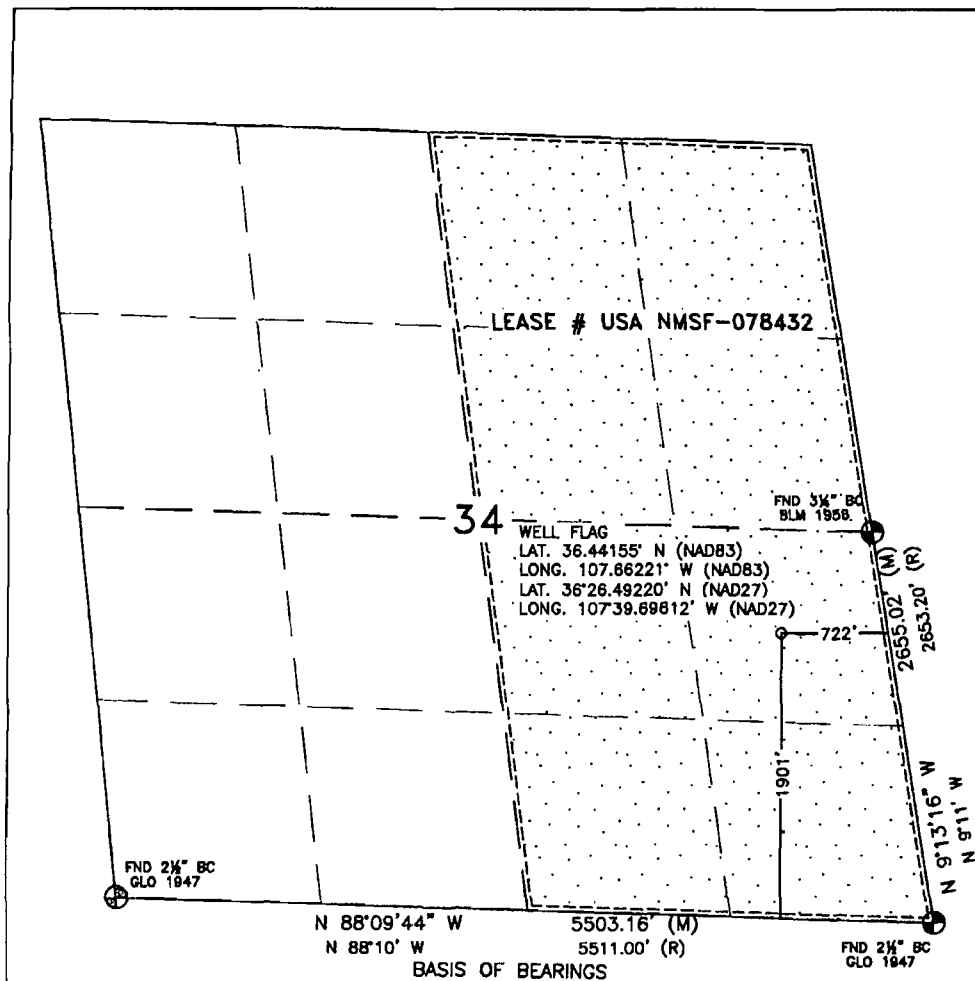 LEASE # USA NMSF-078432
FND 3¼" BC
BLM 1958
34
WELL FLAG
LAT. 36.44155' N (NAD83)
LONG. 107.66221' W (NAD83)
LAT. 36°26.49220' N (NAD27)
LONG. 107°39.69812' W (NAD27)
2655.02' (M)
2653.20' (R)
722'
1901'
N 9°13'16" W
N 9°11' W
FND 2½" BC
GLO 1947
N 88°09'44" W 5503.16' (M)
N 88°10' W 5511.00' (R)
BASIS OF BEARINGS
FND 2½" BC
GLO 1947